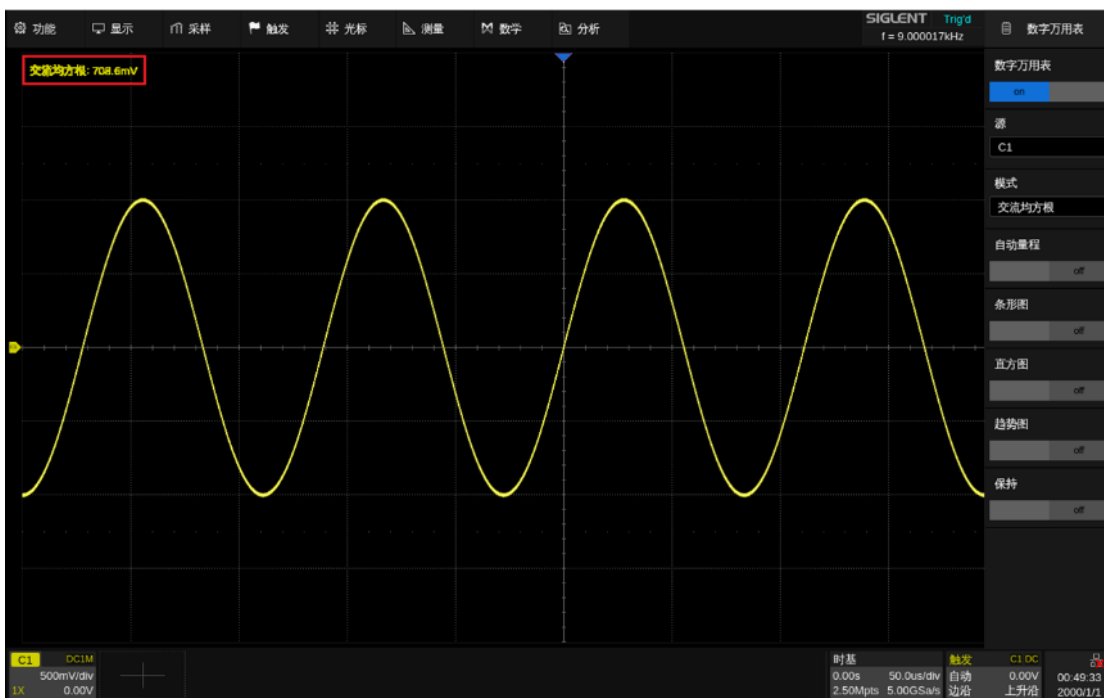 功能 显示 采样 触发 光标 测量 数学 分析
SIGLENT Trig'd
f = 9.000017kHz
数字万用表
交流均方根: 708.6mV
数字万用表
on
源
C1
模式
交流均方根
自动量程
off
条形图
off
直方图
off
趋势图
off
保持
off
C1 DC1M
500mV/div
1X 0.00V
时基
0.00s 50.0us/div
2.50Mpts 5.00GSa/s
触发 C1 DC
自动 0.00V
边沿 上升沿
00:49:33
2000/1/1